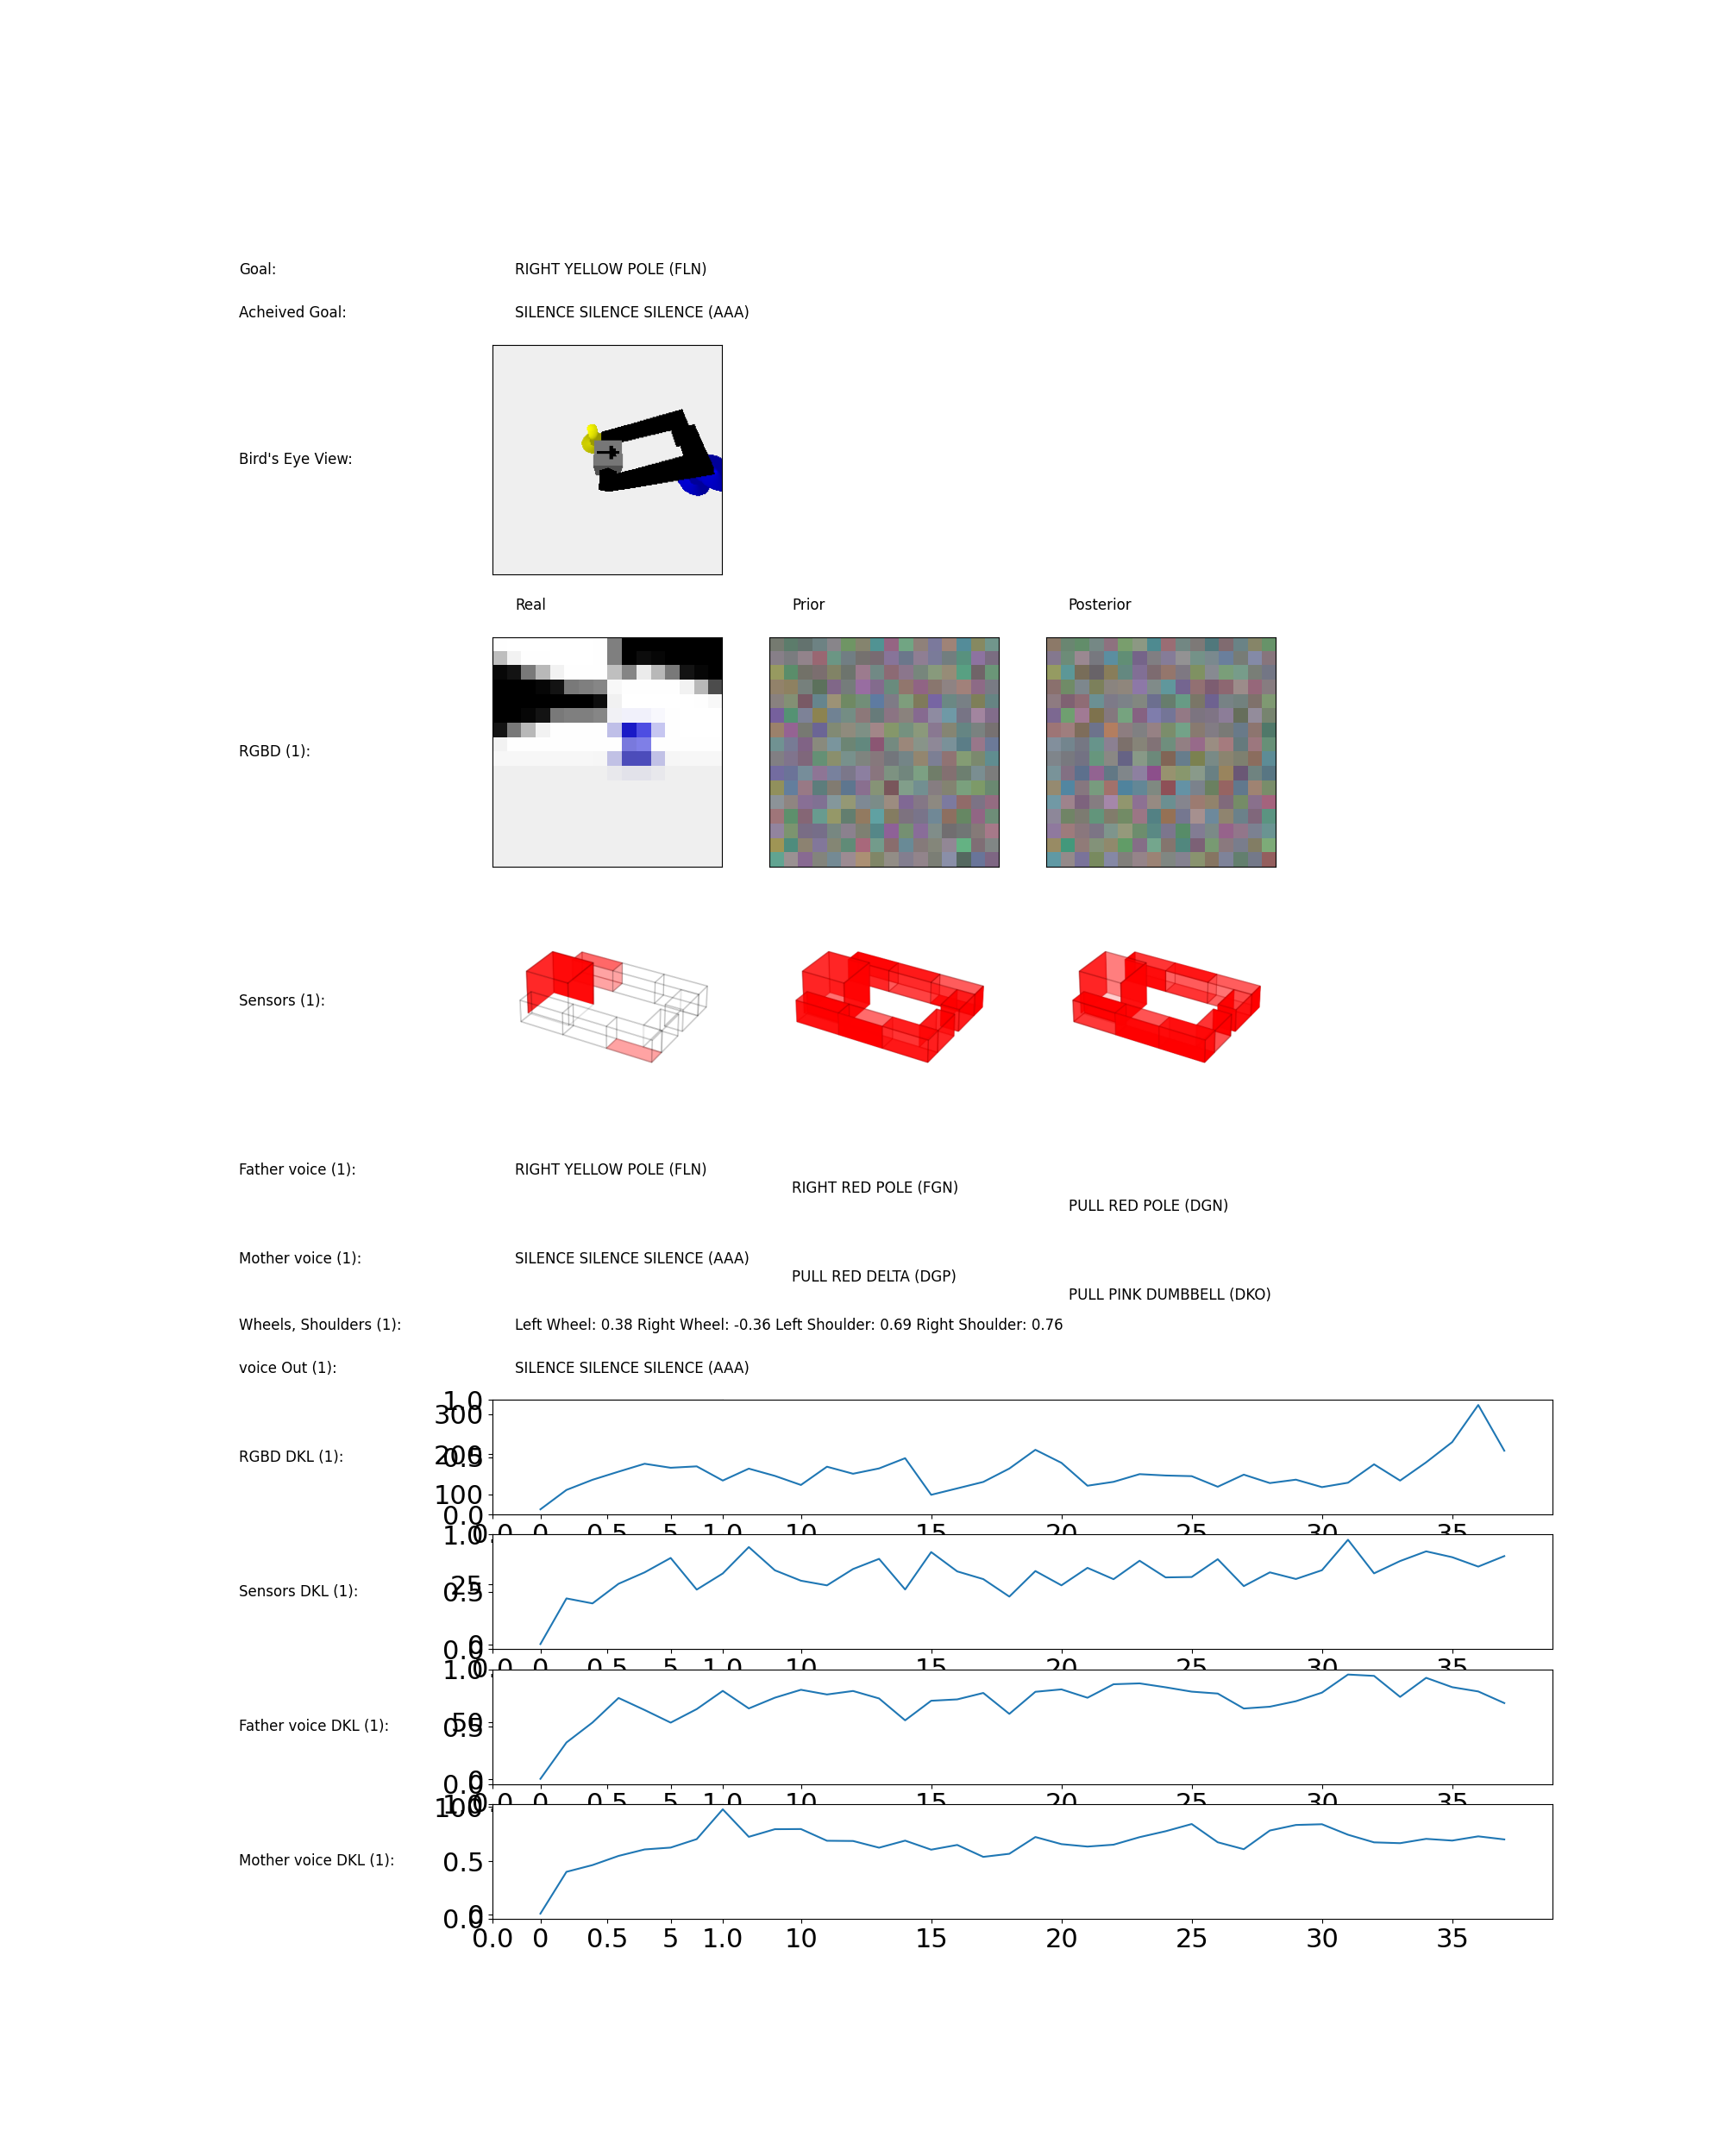 Goal: RIGHT YELLOW POLE (FLN)
Acheived Goal: SILENCE SILENCE SILENCE (AAA)
Bird's Eye View:
Real Prior Posterior
RGBD (1):
Sensors (1):
Father voice (1): RIGHT YELLOW POLE (FLN)
RIGHT RED POLE (FGN)
PULL RED POLE (DGN)
Mother voice (1): SILENCE SILENCE SILENCE (AAA)
PULL RED DELTA (DGP)
PULL PINK DUMBBELL (DKO)
Wheels, Shoulders (1): Left Wheel: 0.38 Right Wheel: -0.36 Left Shoulder: 0.69 Right Shoulder: 0.76
voice Out (1): SILENCE SILENCE SILENCE (AAA)
1.0
300
200
0.5
RGBD DKL (1):
100
0.0
0.0 0 0.5 5 1.0 10 15 20 25 30 35
1.0
25
0.5
Sensors DKL (1):
0
0.0
0.0 0 0.5 5 1.0 10 15 20 25 30 35
1.0
50
0.5
Father voice DKL (1):
0
0.0
0.0 0 0.5 5 1.0 10 15 20 25 30 35
1.0
100
Mother voice DKL (1): 0.5
0
0.0
0.0 0 0.5 5 1.0 10 15 20 25 30 35